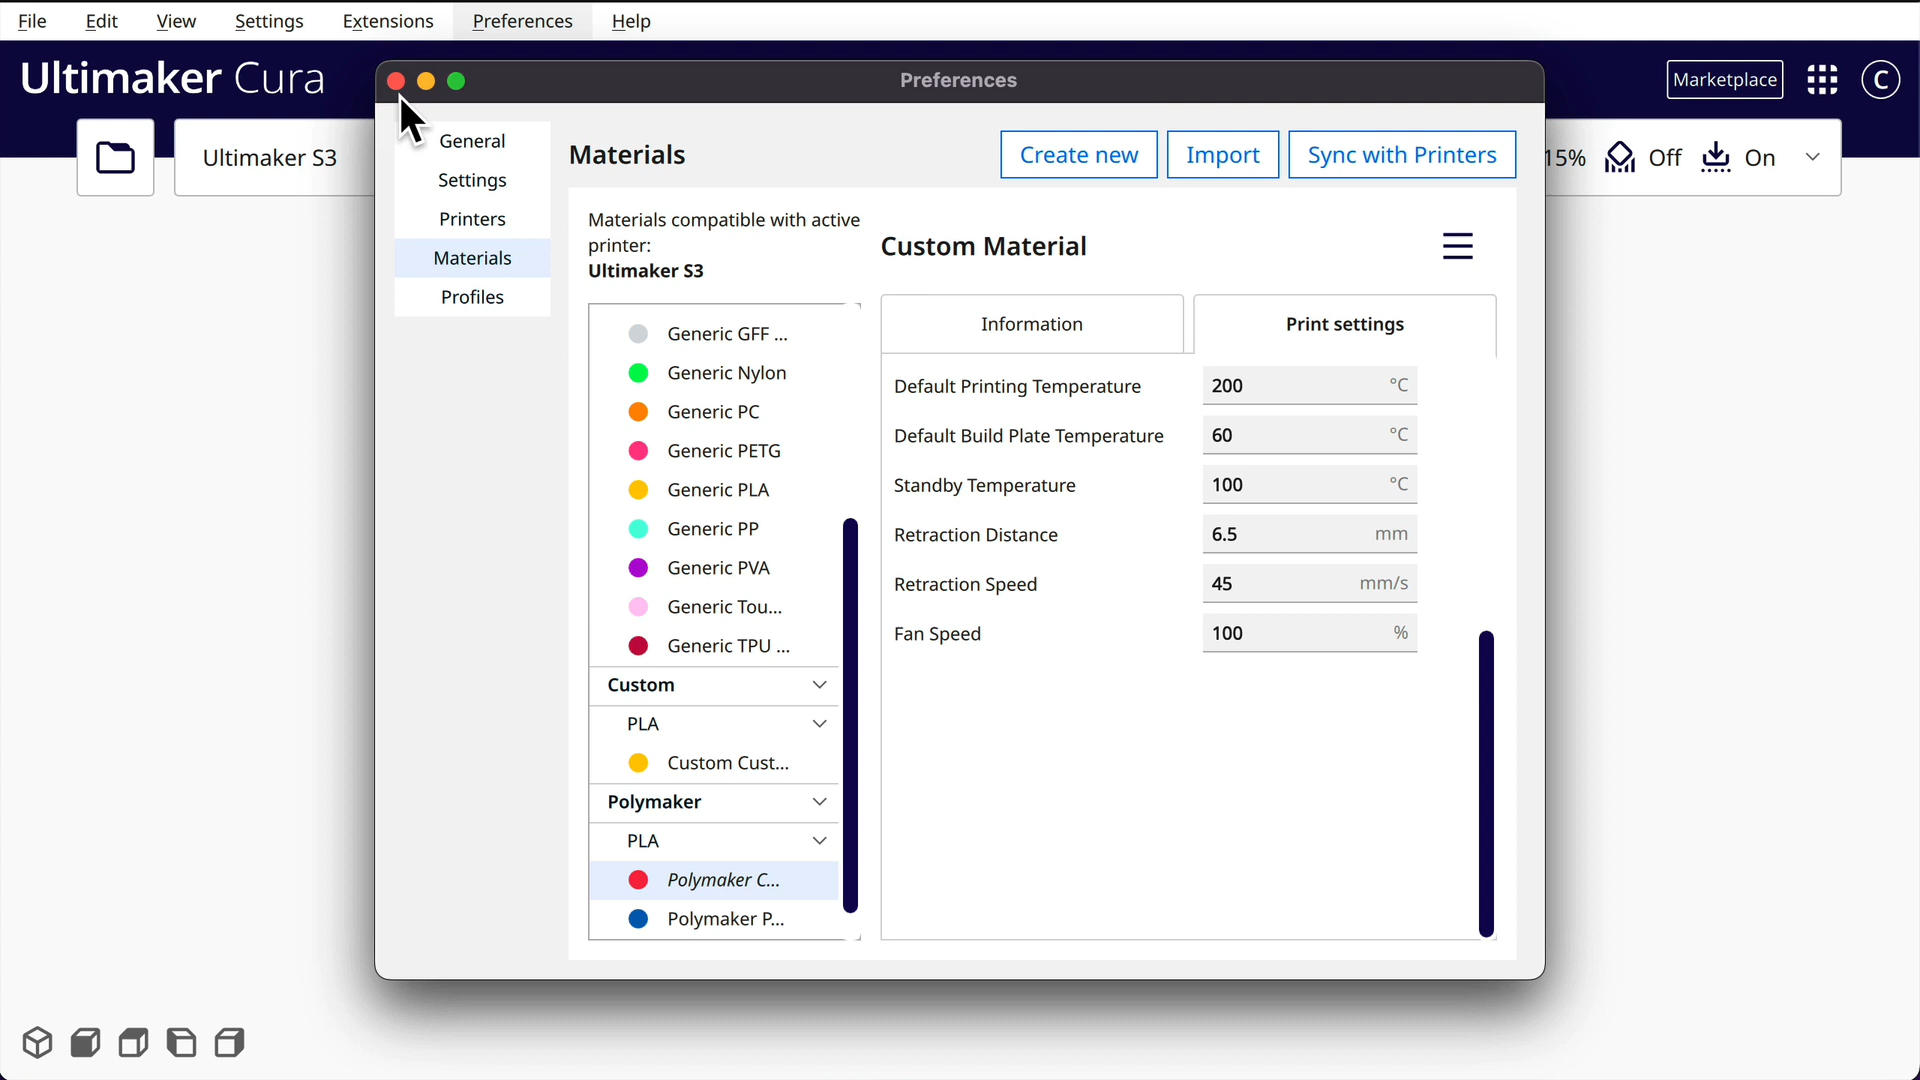 File Edit View Settings Extensions Preferences Help
Ultimaker Cura
Preferences
Marketplace
C
Ultimaker S3
15% Off On
General
Settings
Printers
Materials
Profiles
Materials
Create new
Import
Sync with Printers
Materials compatible with active
printer:
Ultimaker S3
Generic GFF ...
Generic Nylon
Generic PC
Generic PETG
Generic PLA
Generic PP
Generic PVA
Generic Tou...
Generic TPU ...
Custom
PLA
Custom Cust...
Polymaker
PLA
Polymaker C...
Polymaker P...
Custom Material
Information
Print settings
Default Printing Temperature 200 °C
Default Build Plate Temperature 60 °C
Standby Temperature 100 °C
Retraction Distance 6.5 mm
Retraction Speed 45 mm/s
Fan Speed 100 %